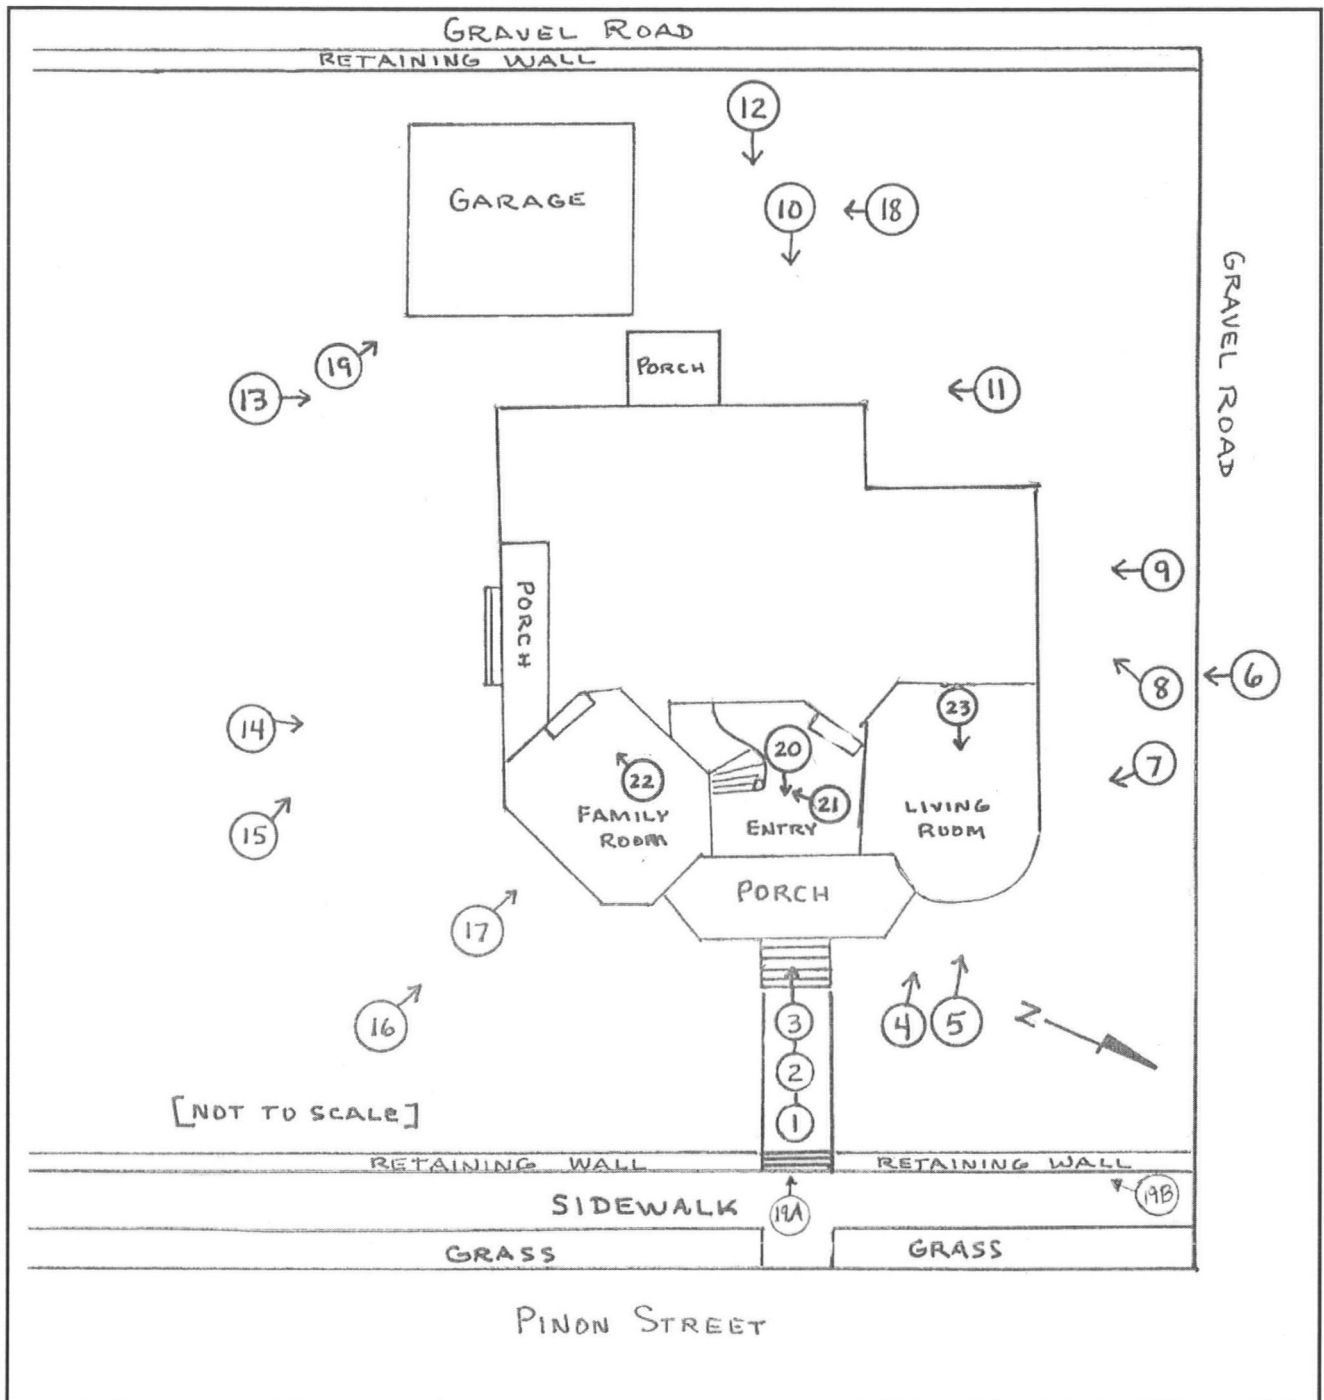 GRAVEL ROAD
RETAINING WALL
12
GARAGE
10
18
GRAVEL ROAD
19
13
PORCH
11
9
PORCH
6
8
14
23
20
7
22
21
15
FAMILY
ROOM
ENTRY
LIVING
ROOM
PORCH
17
16
3
4
5
N
2
1
[NOT TO SCALE]
RETAINING WALL
RETAINING WALL
19B
SIDEWALK
19A
GRASS
GRASS
PINON STREET